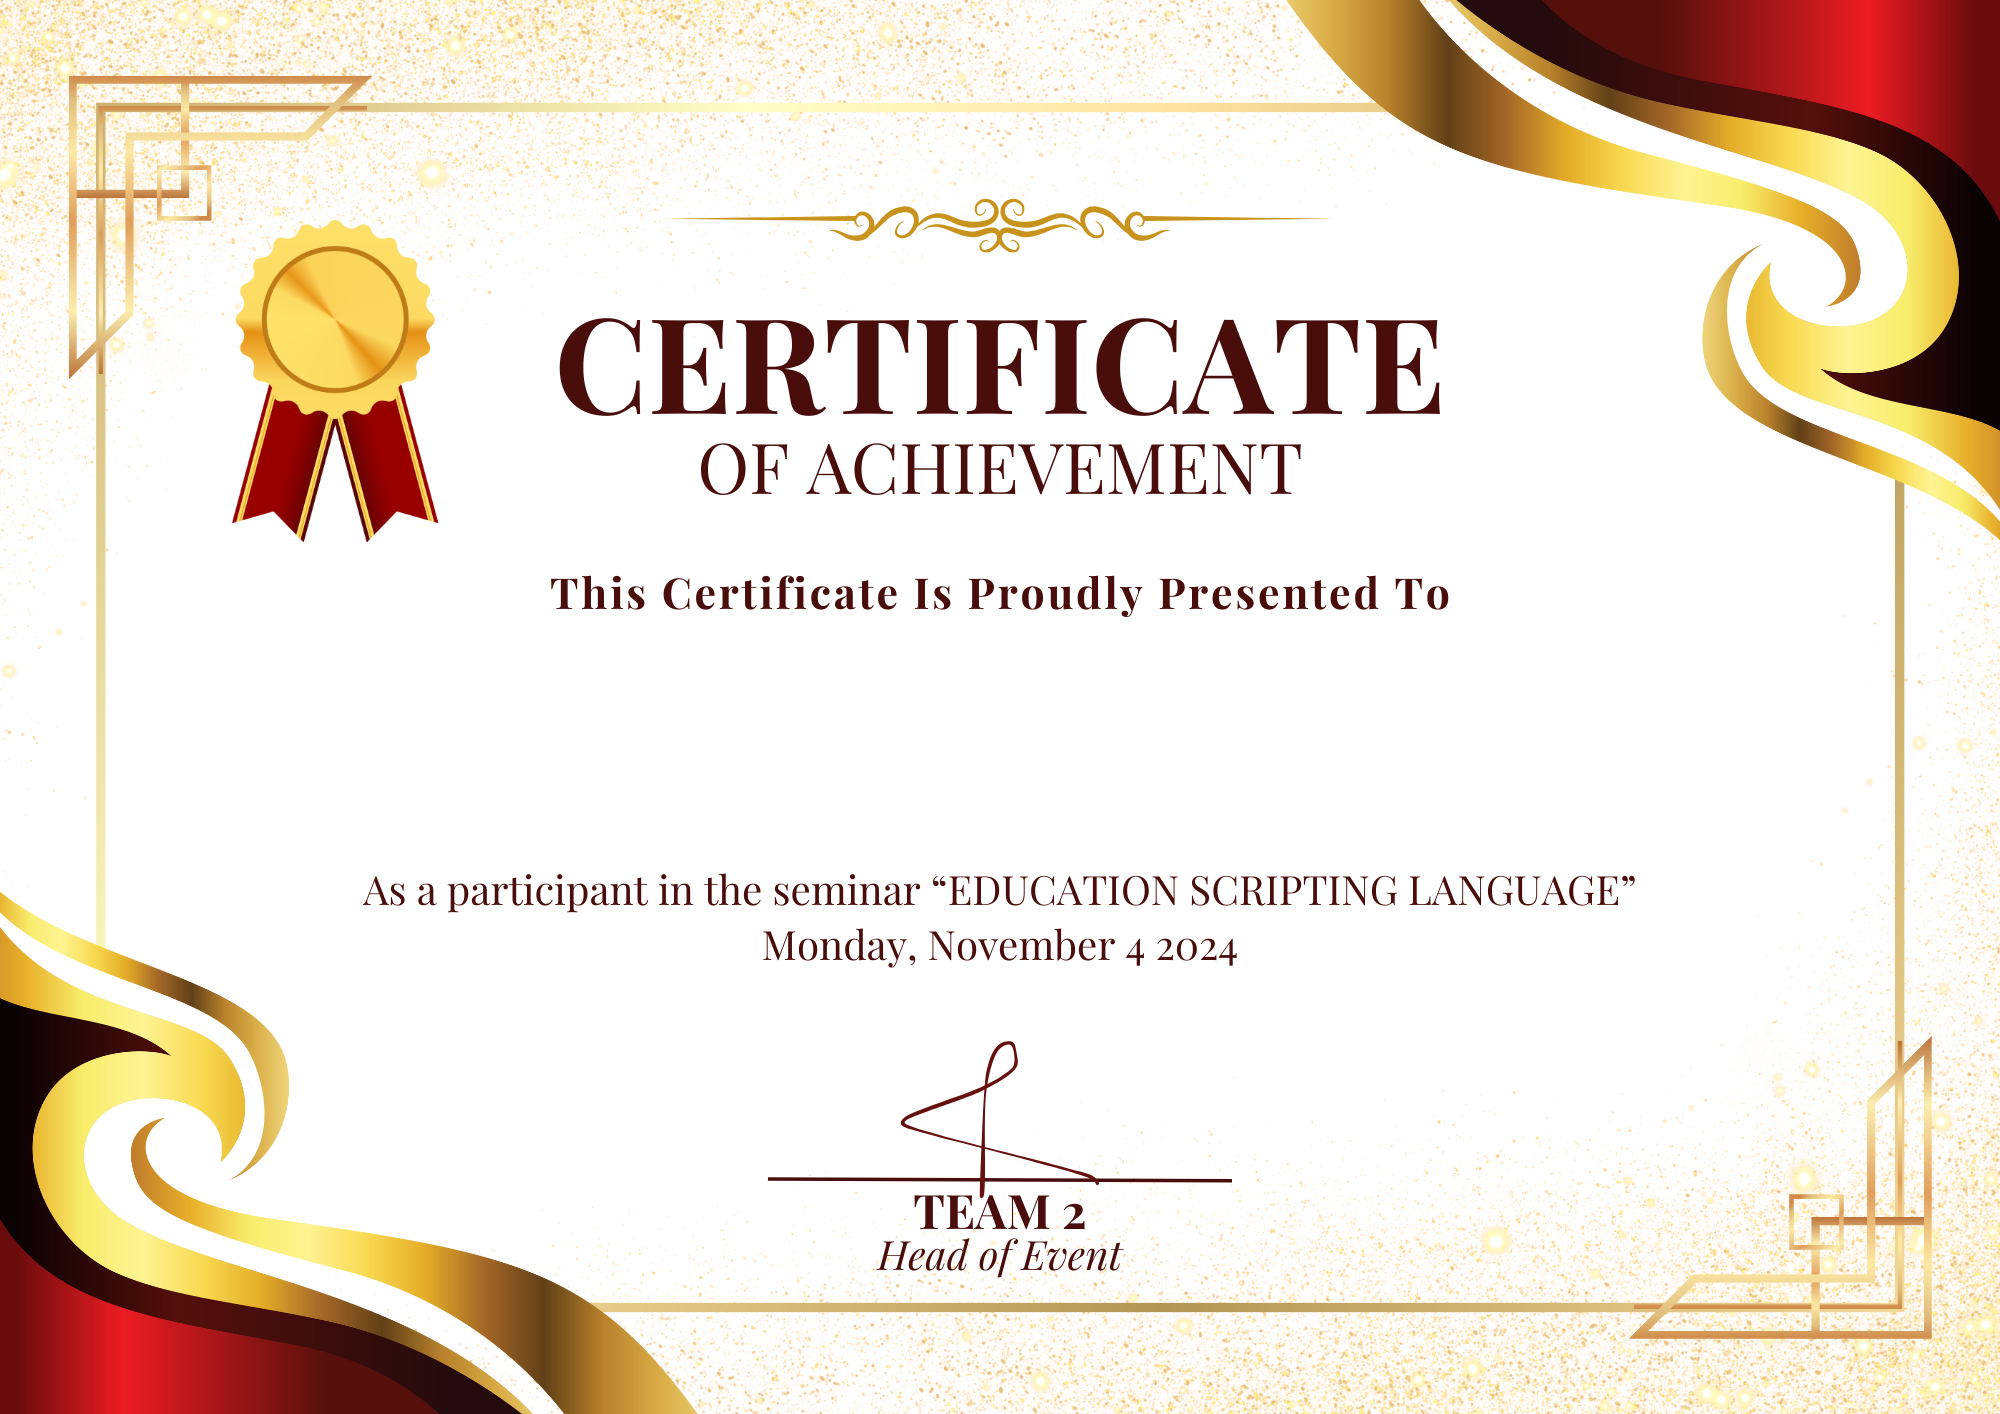 CERTIFICATE
OF ACHIEVEMENT
This Certificate Is Proudly Presented To
As a participant in the seminar “EDUCATION SCRIPTING LANGUAGE”
Monday, November 4 2024
TEAM 2
Head of Event